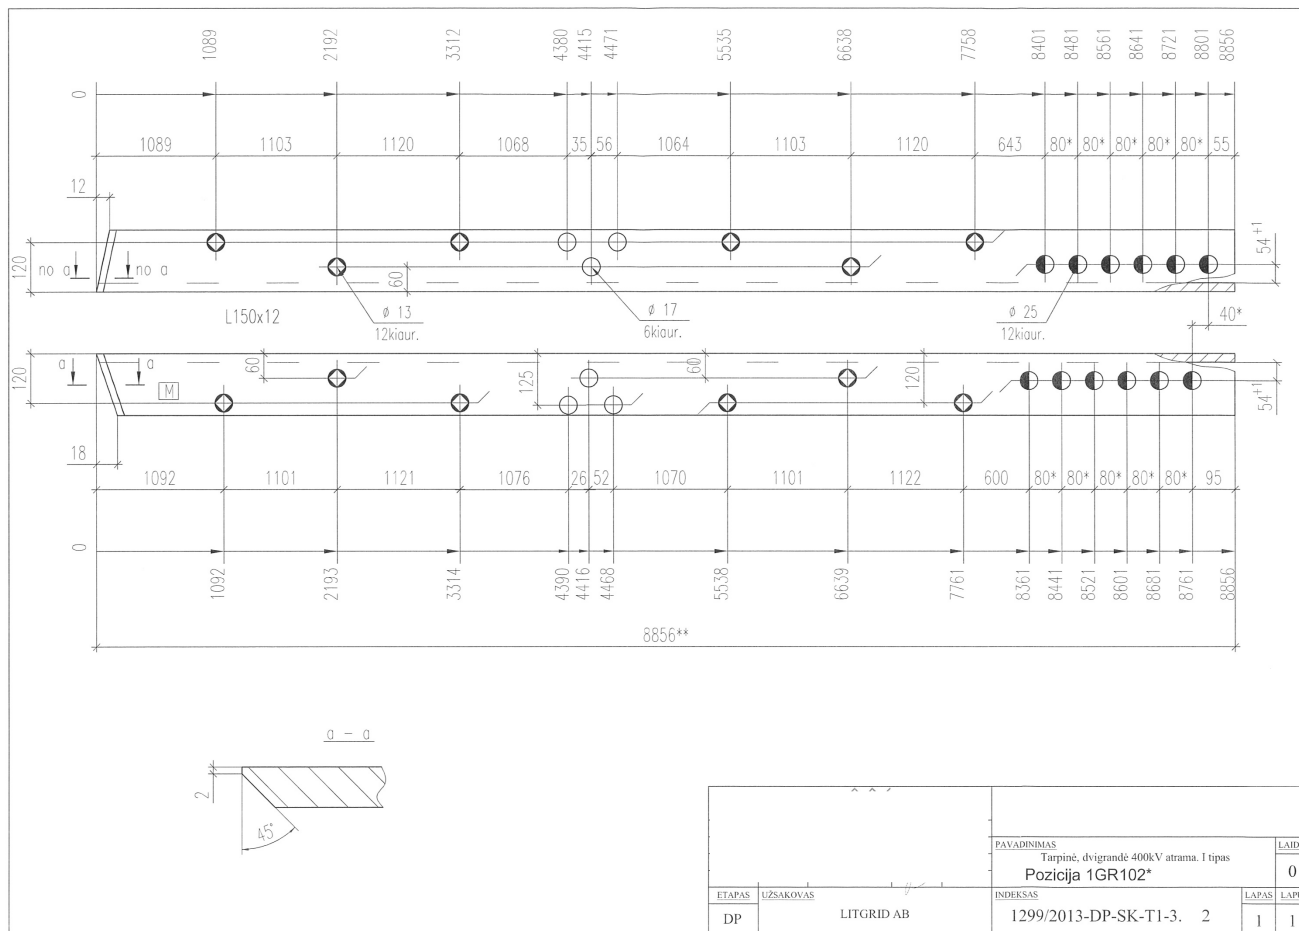 1089 2192 3312 4380 4415 4471 5535 6638 7758 8401 8481 8561 8641 8721 8801 8856
0
1089 1103 1120 1068 35 56 1064 1103 1120 643 80* 80* 80* 80* 80* 55
12
120
no a no a
60
54+1
L150x12
ø 13
12kiaur.
ø 17
6kiaur.
ø 25
12kiaur.
40*
120
a a
M
60
125
60
120
54+1
18
1092 1101 1121 1076 26 52 1070 1101 1122 600 80* 80* 80* 80* 80* 95
0
1092 2193 3314 4390 4416 4468 5538 6639 7761 8361 8441 8521 8601 8681 8761 8856
8856**
a - a
2
45°
PAVADINIMAS
Tarpinė, dvigrandė 400kV atrama. I tipas
Pozicija 1GR102*
LAID
0
ETAPAS UŽSAKOVAS INDEKSAS LAPAS LAPŲ
DP LITGRID AB 1299/2013-DP-SK-T1-3. 2 1 1